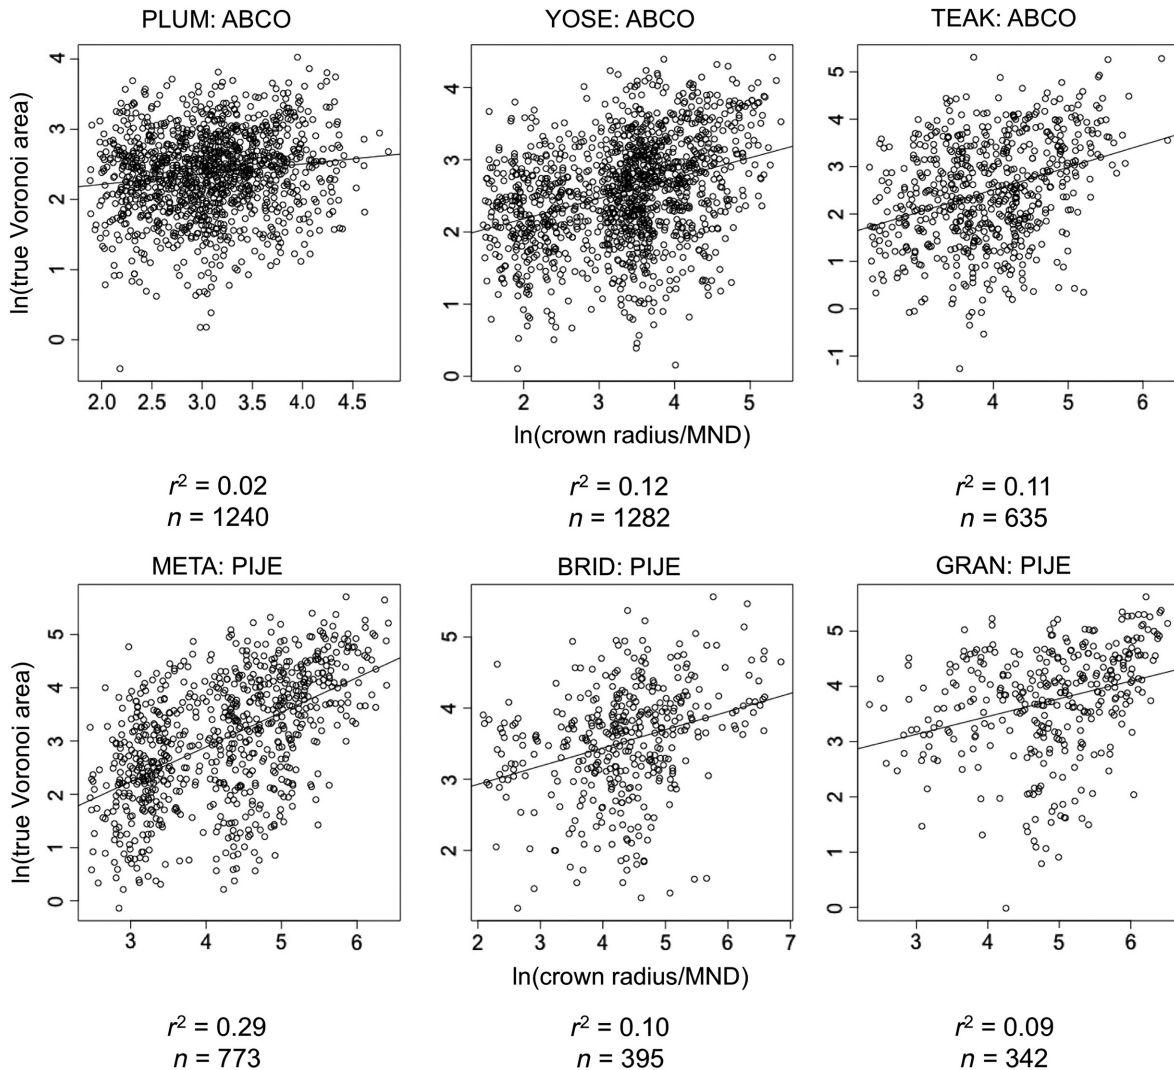 PLUM: ABCO YOSE: ABCO TEAK: ABCO
ln(true Voronoi area)
4
3
2
1
0
4
3
2
1
0
5
4
3
2
1
0
-1
2.0 2.5 3.0 3.5 4.0 4.5 2 3 4 5 3 4 5 6
ln(crown radius/MND)
r² = 0.02 r² = 0.12 r² = 0.11
n = 1240 n = 1282 n = 635
META: PIJE BRID: PIJE GRAN: PIJE
ln(true Voronoi area)
5
4
3
2
1
0
5
4
3
2
5
4
3
2
1
0
3 4 5 6 2 3 4 5 6 7 3 4 5 6
ln(crown radius/MND)
r² = 0.29 r² = 0.10 r² = 0.09
n = 773 n = 395 n = 342